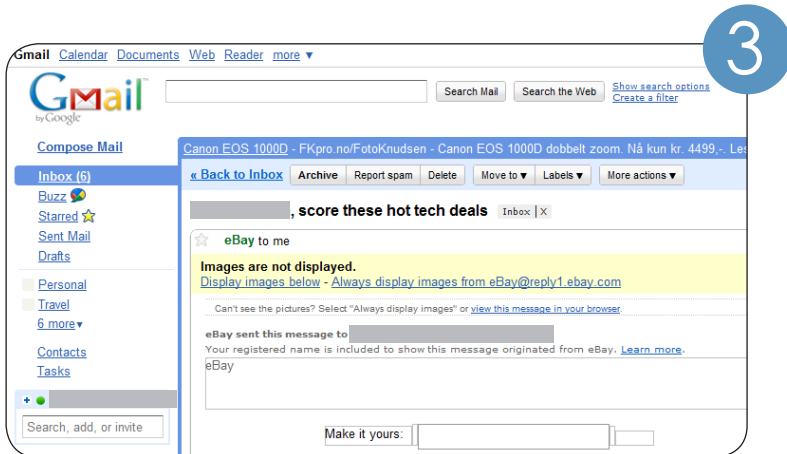 3
Gmail Calendar Documents Web Reader more ▼
Gmail
by Google
Search Mail Search the Web Show search options
Create a filter
Compose Mail
Canon EOS 1000D - FKpro.no/FotoKnudsen - Canon EOS 1000D dobbelt zoom. Nå kun kr. 4499,-. Les
Inbox (6)
« Back to Inbox Archive Report spam Delete Move to ▼ Labels ▼ More actions ▼
Buzz
Starred
Sent Mail
Drafts
Personal
Travel
6 more ▾
Contacts
Tasks
Search, add, or invite
, score these hot tech deals Inbox | X
eBay to me
Images are not displayed.
Display images below - Always display images from eBay@reply1.ebay.com
Can't see the pictures? Select "Always display images" or view this message in your browser.
eBay sent this message to
Your registered name is included to show this message originated from eBay. Learn more.
eBay
Make it yours: